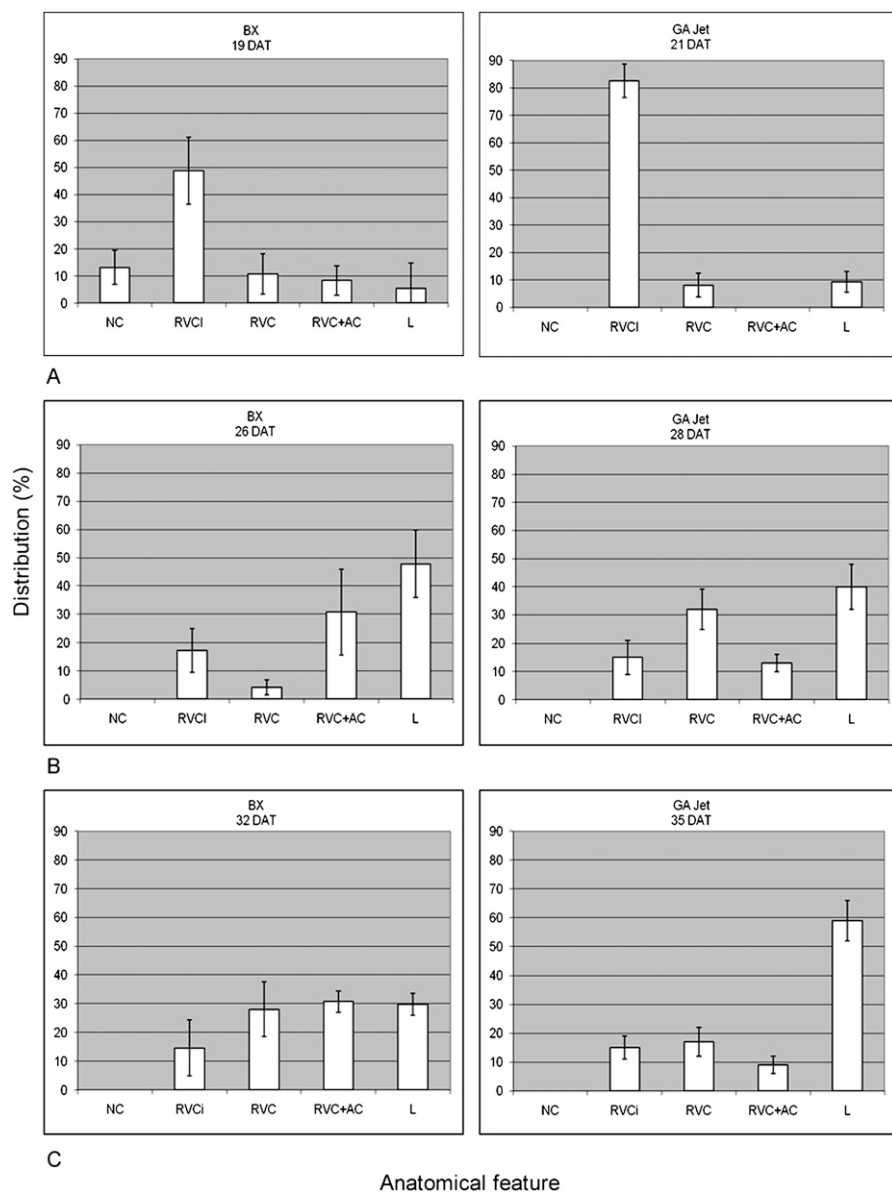 BX
19 DAT
90
80
70
60
50
40
30
20
10
0
NC RVCI RVC RVC+AC L
GA Jet
21 DAT
90
80
70
60
50
40
30
20
10
0
NC RVCI RVC RVC+AC L
A
BX
26 DAT
90
80
70
60
50
40
30
20
10
0
NC RVCI RVC RVC+AC L
GA Jet
28 DAT
90
80
70
60
50
40
30
20
10
0
NC RVCI RVC RVC+AC L
B
Distribution (%)
BX
32 DAT
90
80
70
60
50
40
30
20
10
0
NC RVCi RVC RVC+AC L
GA Jet
35 DAT
90
80
70
60
50
40
30
20
10
0
NC RVCi RVC RVC+AC L
C
Anatomical feature